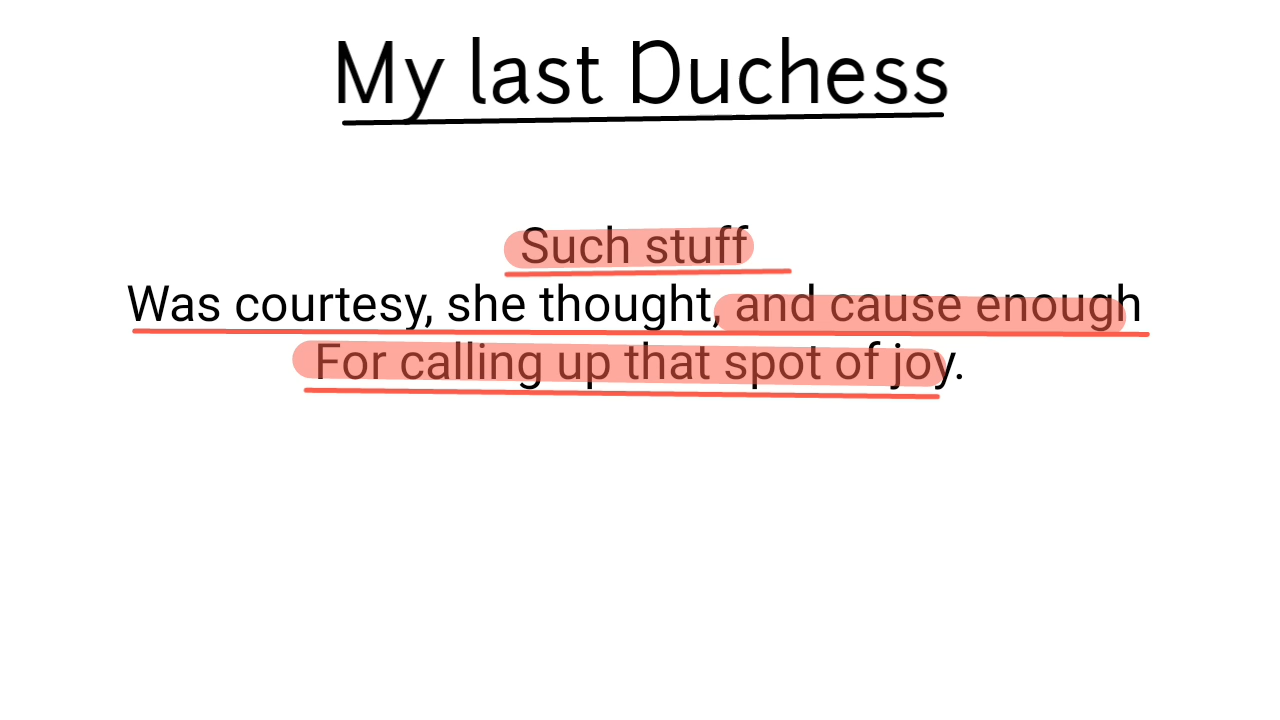 My last Duchess
Such stuff
Was courtesy, she thought, and cause enough
For calling up that spot of joy.